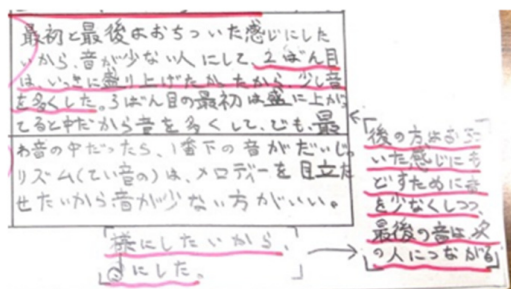 最初と最後はおちついた感じにした
いから、音が少ない人にして、2ばん目
は、いっきに盛り上げたかったから、少し音
を多くした。3ばん目の最初は盛に上がっ
てると中だから音を多くして、でも、最
後の方はおちつ
いた感じにも
どすために音
を少なくしつつ、
最後の音は次
の人につながる
様にしたいから、
にした。
わ音の中だったら、1番下の音がだいじ。
リズム(てい音の)は、メロデーを目立た
せたいから音が少ない方がいい。